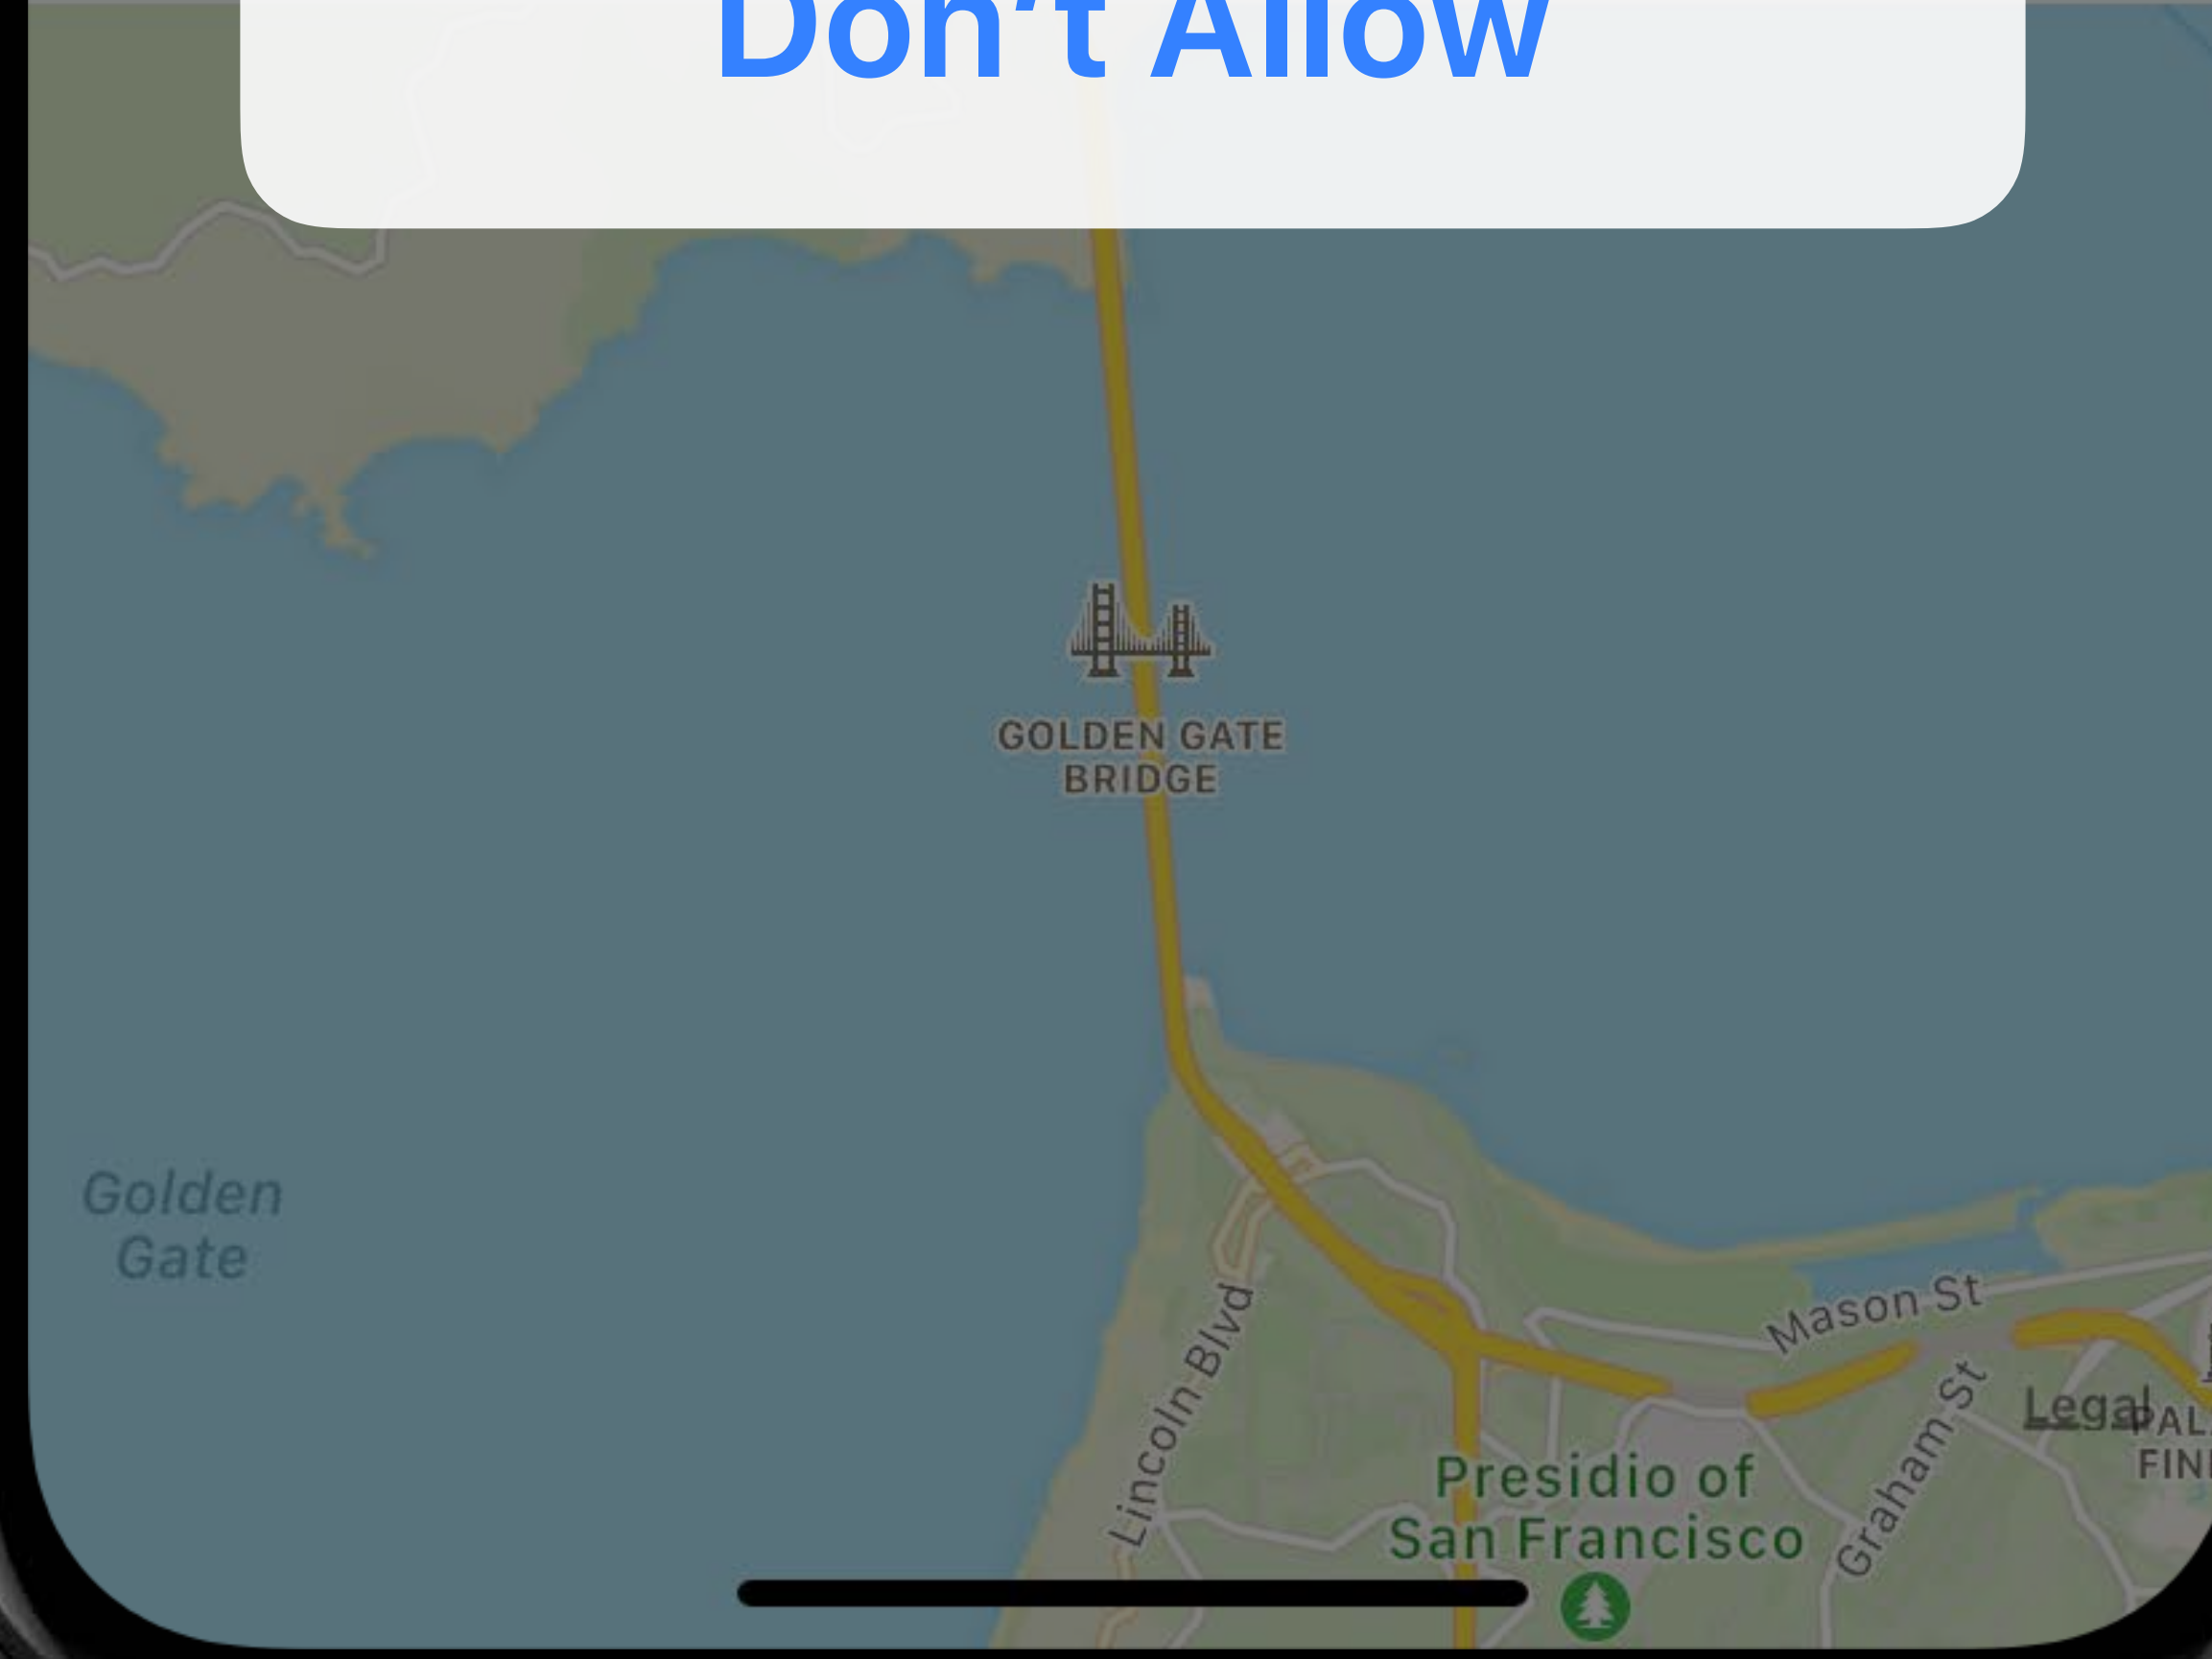 Don't Allow
GOLDEN GATE
BRIDGE
Golden
Gate
Mason St
Lincoln Blvd
Graham St
Legal
Presidio of
San Francisco